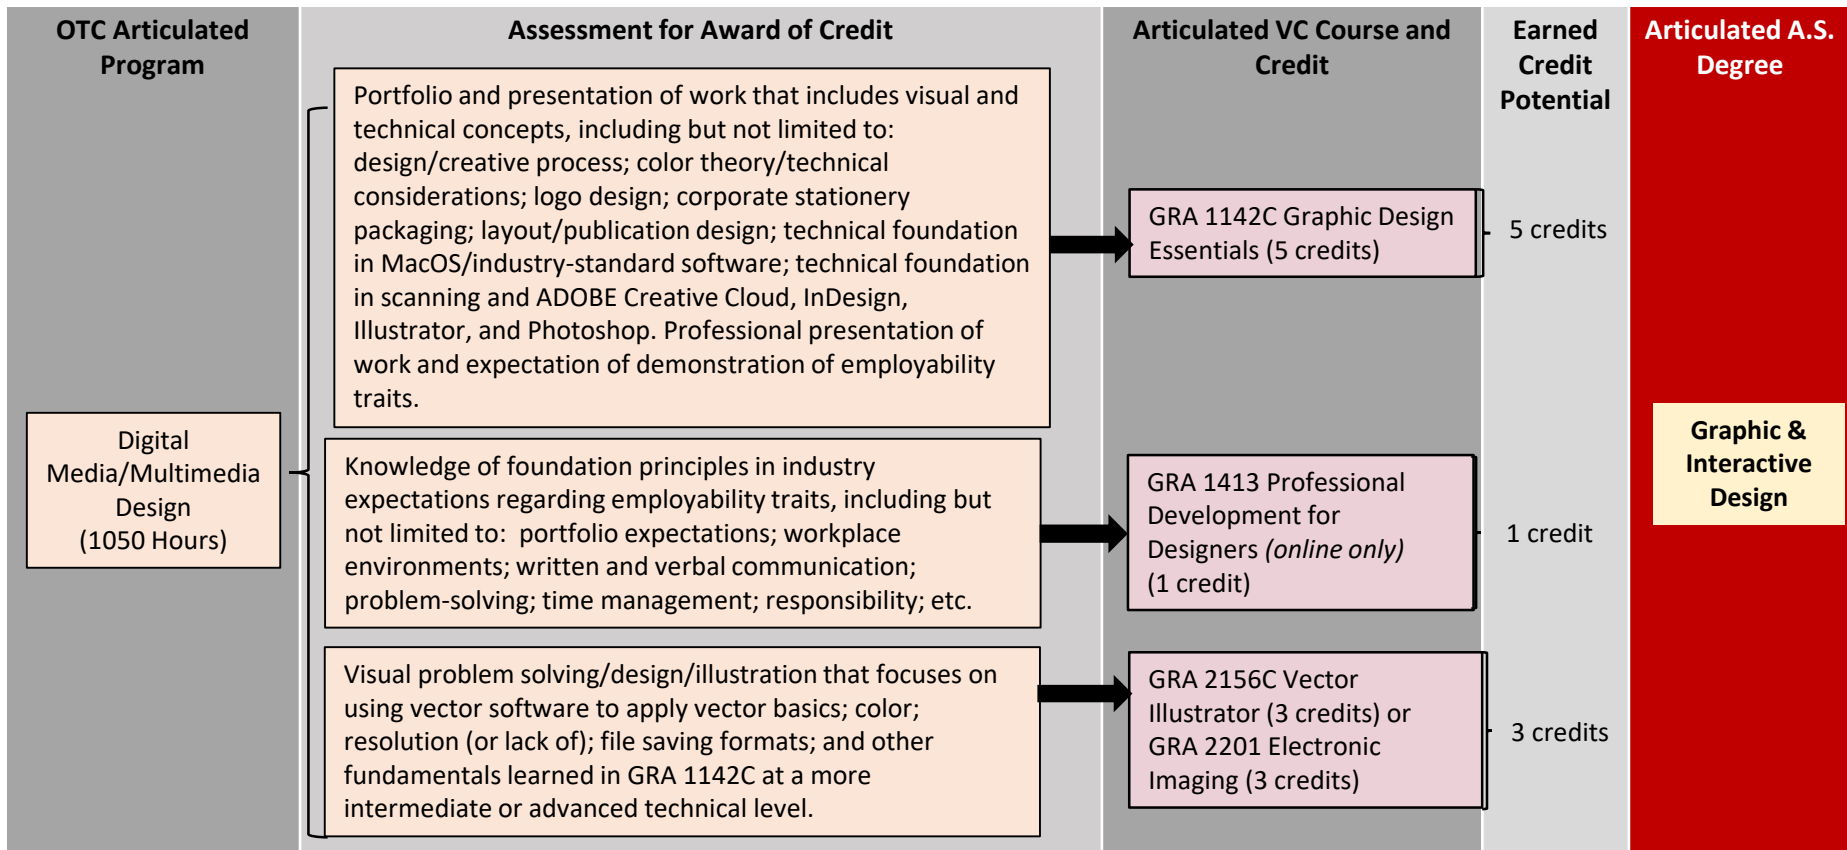 OTC Articulated
Program
Assessment for Award of Credit
Articulated VC Course and
Credit
Earned
Credit
Potential
Articulated A.S.
Degree
Digital
Media/Multimedia
Design
(1050 Hours)
Portfolio and presentation of work that includes visual and
technical concepts, including but not limited to:
design/creative process; color theory/technical
considerations; logo design; corporate stationery
packaging; layout/publication design; technical foundation
in MacOS/industry-standard software; technical foundation
in scanning and ADOBE Creative Cloud, InDesign,
Illustrator, and Photoshop. Professional presentation of
work and expectation of demonstration of employability
traits.
GRA 1142C Graphic Design
Essentials (5 credits)
5 credits
Knowledge of foundation principles in industry
expectations regarding employability traits, including but
not limited to:  portfolio expectations; workplace
environments; written and verbal communication;
problem-solving; time management; responsibility; etc.
GRA 1413 Professional
Development for
Designers (online only)
(1 credit)
1 credit
Visual problem solving/design/illustration that focuses on
using vector software to apply vector basics; color;
resolution (or lack of); file saving formats; and other
fundamentals learned in GRA 1142C at a more
intermediate or advanced technical level.
GRA 2156C Vector
Illustrator (3 credits) or
GRA 2201 Electronic
Imaging (3 credits)
3 credits
Graphic &
Interactive
Design